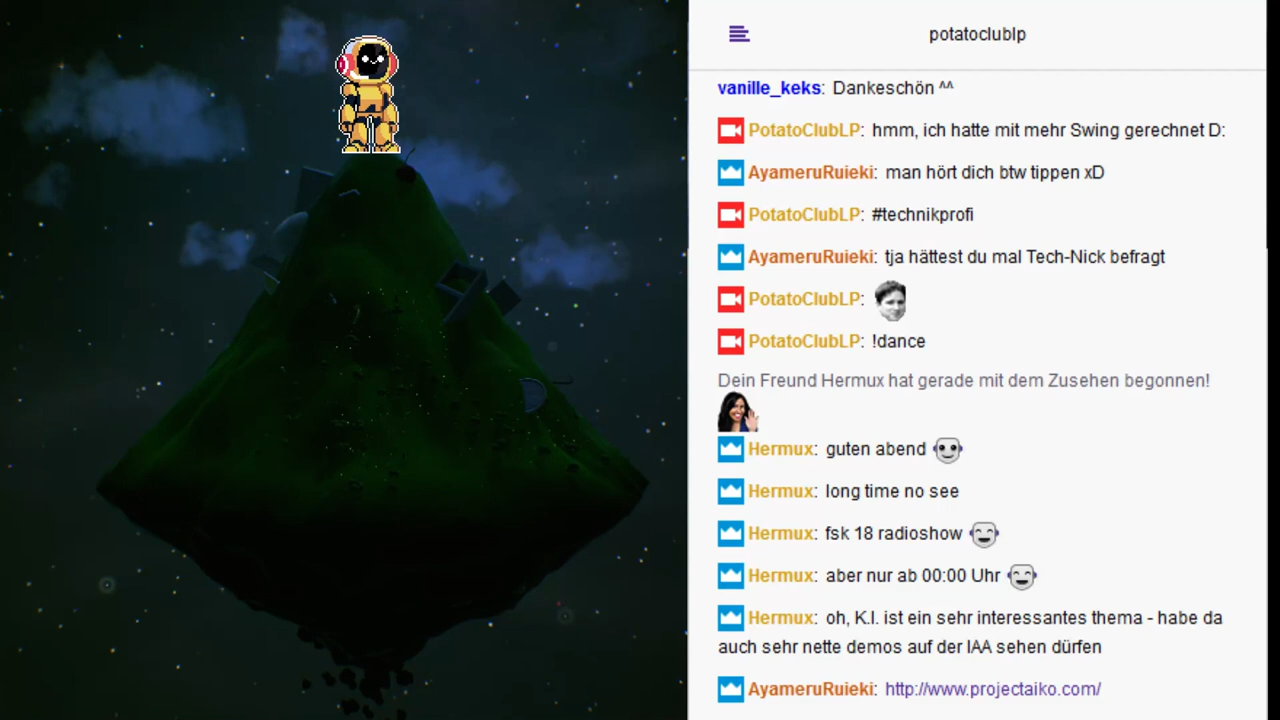 potatoclublp
vanille_keks: Dankeschön ^^
PotatoClubLP: hmm, ich hatte mit mehr Swing gerechnet D:
AyameruRuieki: man hört dich btw tippen xD
PotatoClubLP: #technikprofi
AyameruRuieki: tja hättest du mal Tech-Nick befragt
PotatoClubLP:
PotatoClubLP: !dance
Dein Freund Hermux hat gerade mit dem Zusehen begonnen!
Hermux: guten abend
Hermux: long time no see
Hermux: fsk 18 radioshow
Hermux: aber nur ab 00:00 Uhr
Hermux: oh, K.I. ist ein sehr interessantes thema - habe da
auch sehr nette demos auf der IAA sehen dürfen
AyameruRuieki: http://www.projectaiko.com/